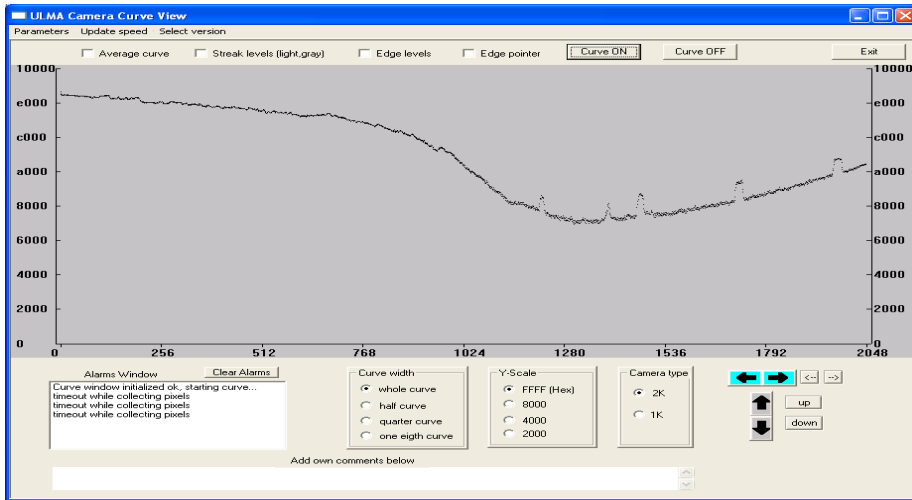 ULMA Camera Curve View
Parameters Update speed Select version
Average curve Streak levels (light,gray) Edge levels Edge pointer Curve ON Curve OFF Exit
10000 10000
e000 e000
c000 c000
a000 a000
8000 8000
6000 6000
4000 4000
2000 2000
0 0
0 256 512 768 1024 1280 1536 1792 2048
Alarms Window Clear Alarms Curve width Y-Scale Camera type
Curve window initialized ok, starting curve...
timeout while collecting pixels
timeout while collecting pixels
timeout while collecting pixels
whole curve
half curve
quarter curve
one eigth curve
FFFF (Hex)
8000
4000
2000
2K
1K
<-- -->
up
down
Add own comments below